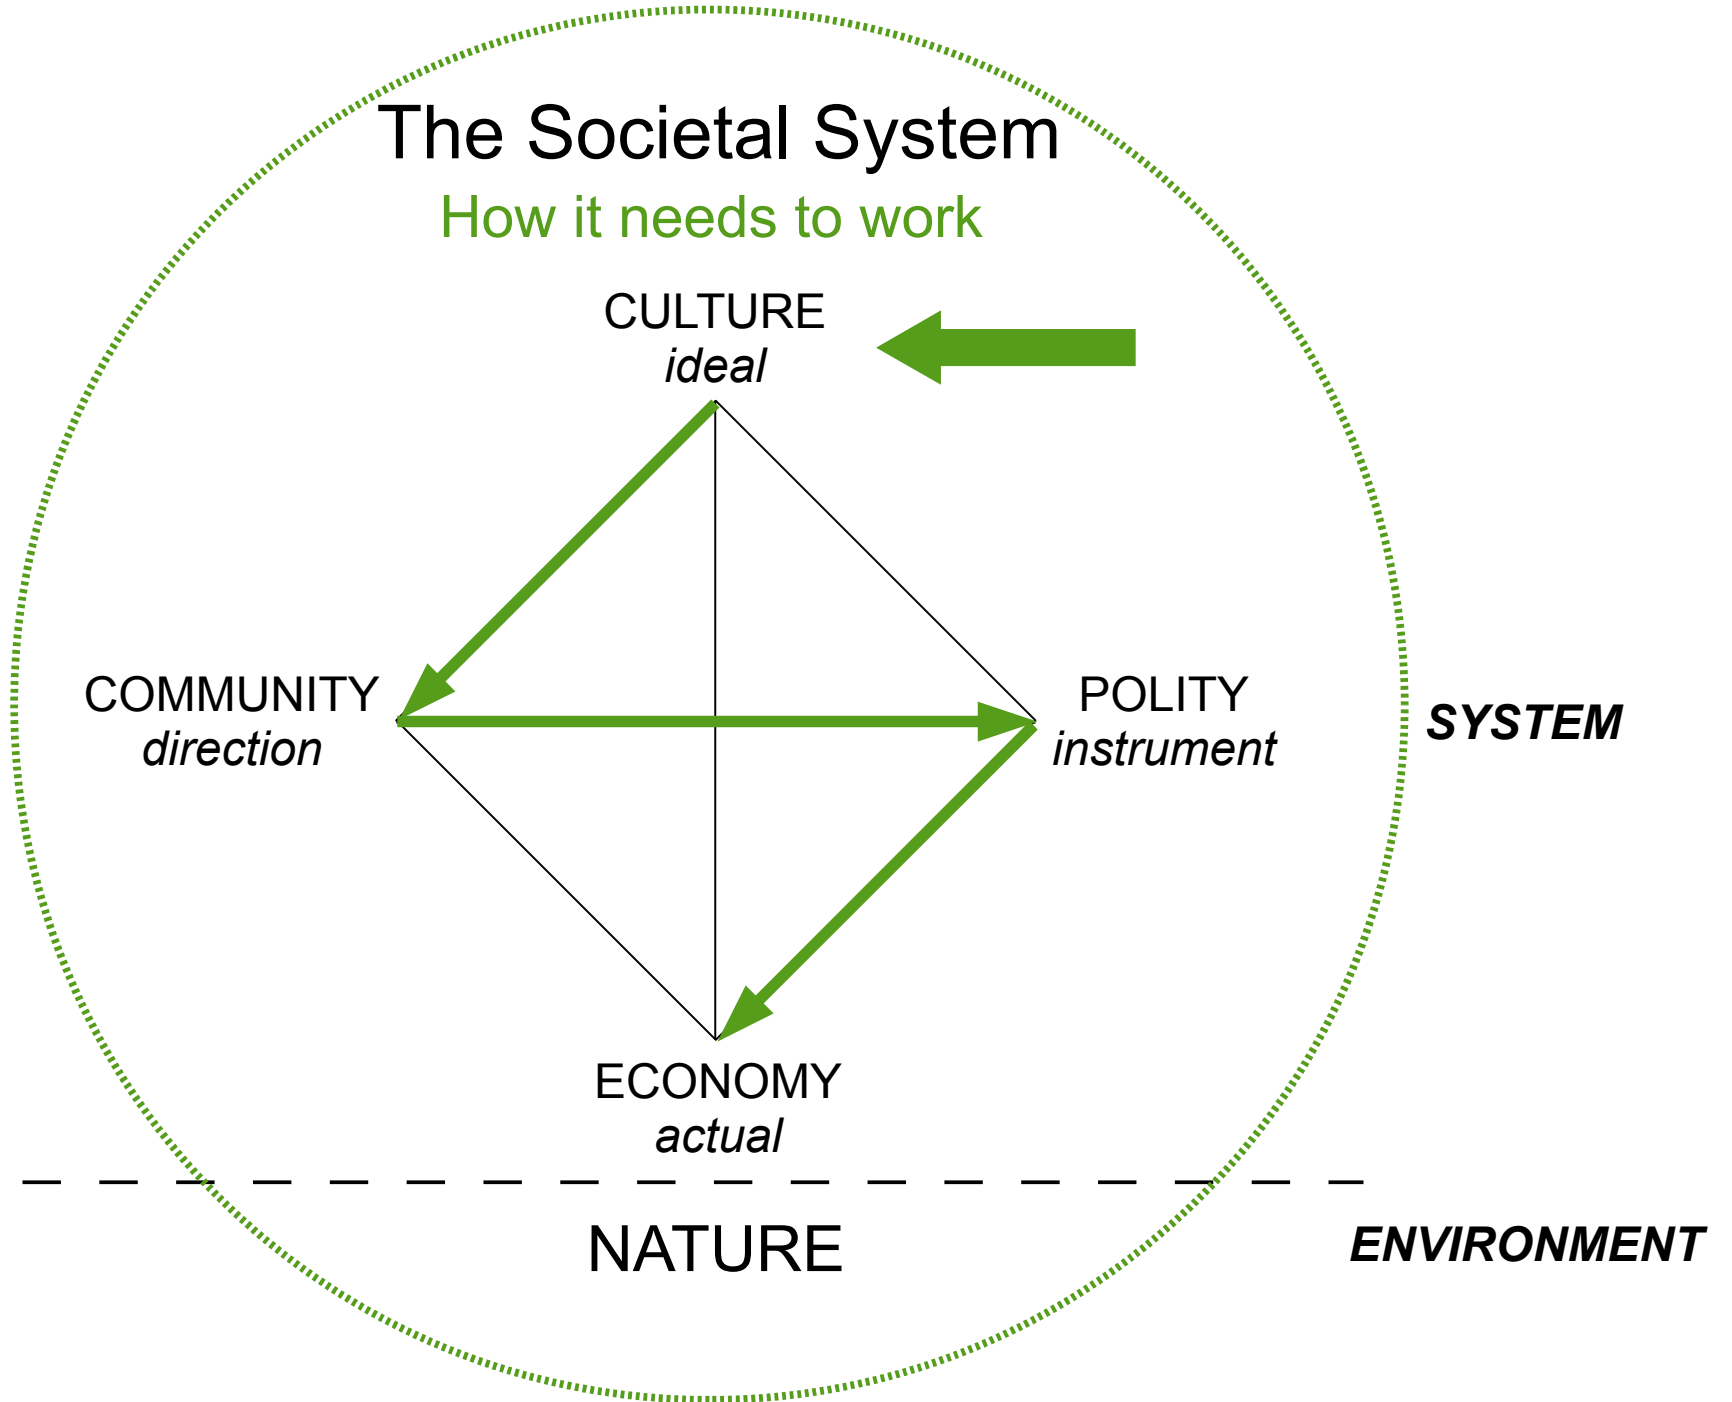 The Societal System
How it needs to work
CULTURE
ideal
COMMUNITY
direction
POLITY
instrument
SYSTEM
ECONOMY
actual
NATURE
ENVIRONMENT